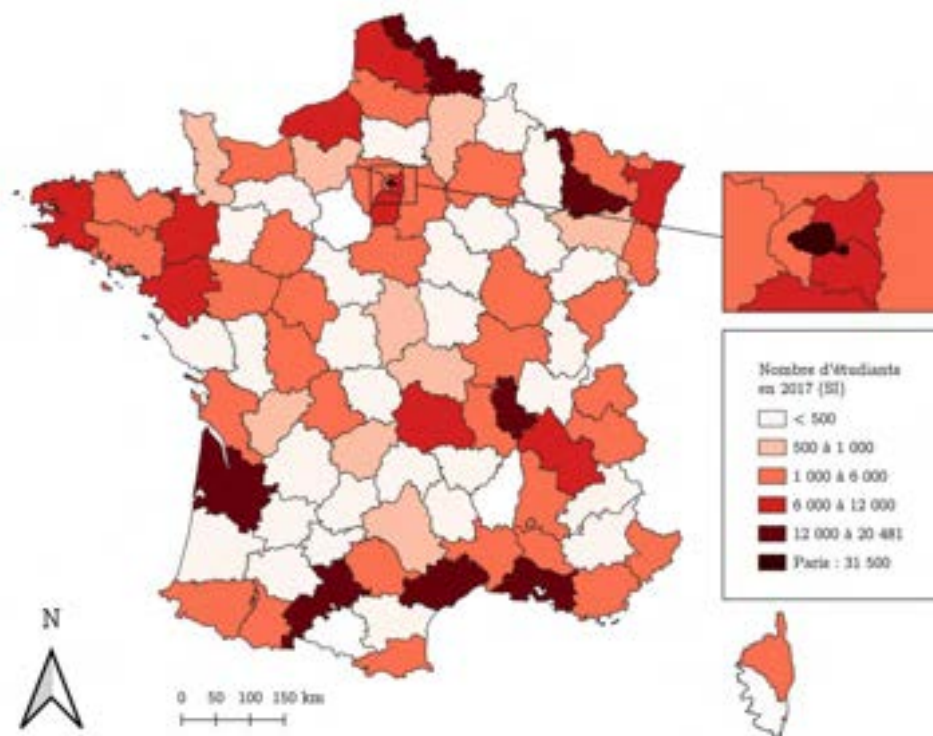 Nombre d'étudiants
en 2017 (SI)
< 500
500 à 1 000
1 000 à 6 000
6 000 à 12 000
12 000 à 20 481
Paris : 31 500
N
0 50 100 150 km